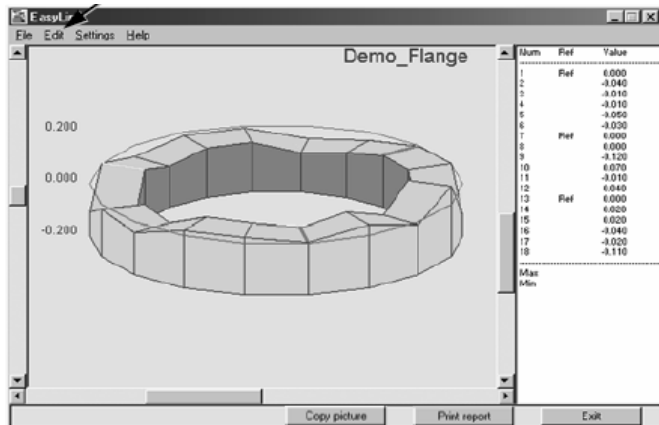 EasyLin
File Edit Settings Help
Demo_Flange
0.200
0.000
-0.200
Num Ref Value
1 Ref 0.000
2 -0.040
3 -0.010
4 -0.010
5 -0.050
6 -0.030
7 Ref 0.000
8 0.000
9 -0.120
10 0.070
11 -0.010
12 0.040
13 Ref 0.000
14 0.020
15 0.020
16 -0.040
17 -0.020
18 -0.110
Max
Min
Copy picture Print report Exit